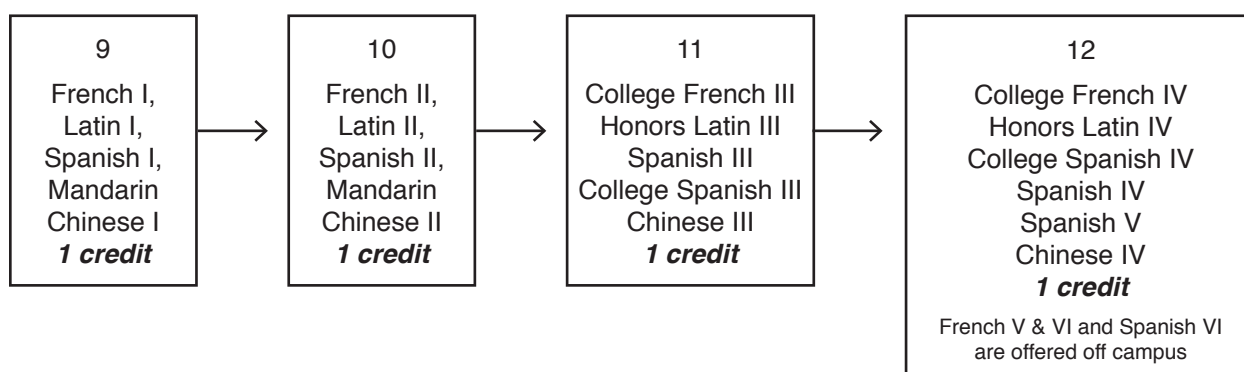 9
French I,
Latin I,
Spanish I,
Mandarin
Chinese I
1 credit
10
French II,
Latin II,
Spanish II,
Mandarin
Chinese II
1 credit
11
College French III
Honors Latin III
Spanish III
College Spanish III
Chinese III
1 credit
12
College French IV
Honors Latin IV
College Spanish IV
Spanish IV
Spanish V
Chinese IV
1 credit
French V & VI and Spanish VI
are offered off campus